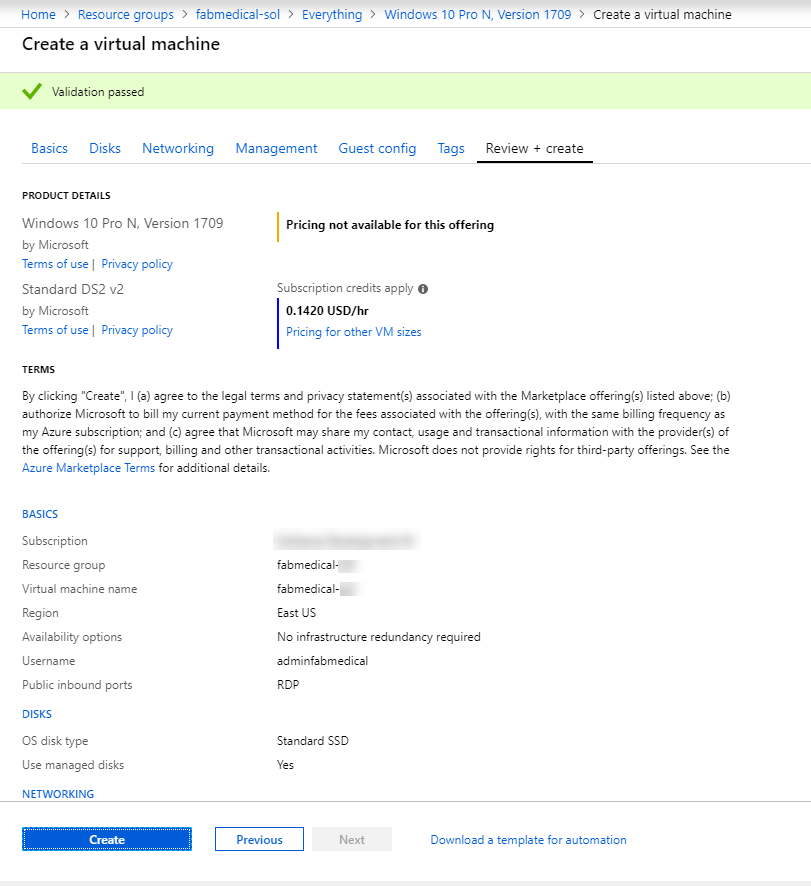 Home > Resource groups > fabmedical-sol > Everything > Windows 10 Pro N, Version 1709 > Create a virtual machine
Create a virtual machine
Validation passed
Basics Disks Networking Management Guest config Tags Review + create
PRODUCT DETAILS
Windows 10 Pro N, Version 1709
Pricing not available for this offering
by Microsoft
Terms of use | Privacy policy
Standard DS2 v2
Subscription credits apply
by Microsoft
0.1420 USD/hr
Terms of use | Privacy policy
Pricing for other VM sizes
TERMS
By clicking "Create", I (a) agree to the legal terms and privacy statement(s) associated with the Marketplace offering(s) listed above; (b)
authorize Microsoft to bill my current payment method for the fees associated with the offering(s), with the same billing frequency as
my Azure subscription; and (c) agree that Microsoft may share my contact, usage and transactional information with the provider(s) of
the offering(s) for support, billing and other transactional activities. Microsoft does not provide rights for third-party offerings. See the
Azure Marketplace Terms for additional details.
BASICS
Subscription
Resource group fabmedical-
Virtual machine name fabmedical-
Region East US
Availability options No infrastructure redundancy required
Username adminfabmedical
Public inbound ports RDP
DISKS
OS disk type Standard SSD
Use managed disks Yes
NETWORKING
Create Previous Next Download a template for automation